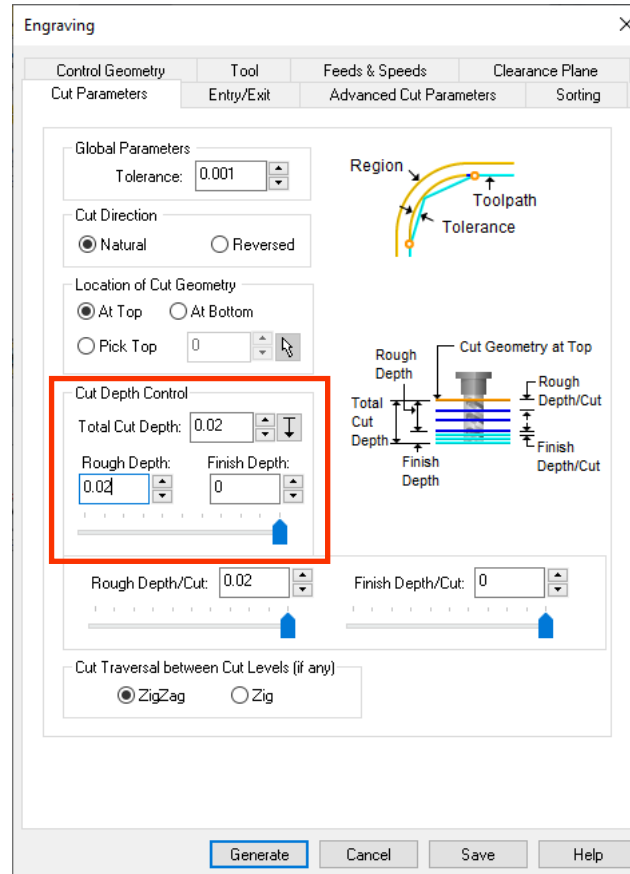 Engraving
Control Geometry Tool Feeds & Speeds Clearance Plane
Cut Parameters Entry/Exit Advanced Cut Parameters Sorting
Global Parameters
Tolerance: 0.001
Cut Direction
Natural Reversed
Location of Cut Geometry
At Top At Bottom
Pick Top 0
Cut Depth Control
Total Cut Depth: 0.02
Rough Depth: Finish Depth:
0.02 0
Rough Depth/Cut: 0.02 Finish Depth/Cut: 0
Cut Traversal between Cut Levels (if any)
ZigZag Zig
Region
Toolpath
Tolerance
Cut Geometry at Top
Rough
Depth
Rough
Depth/Cut
Total
Cut
Depth
Finish
Depth
Finish
Depth/Cut
Generate Cancel Save Help